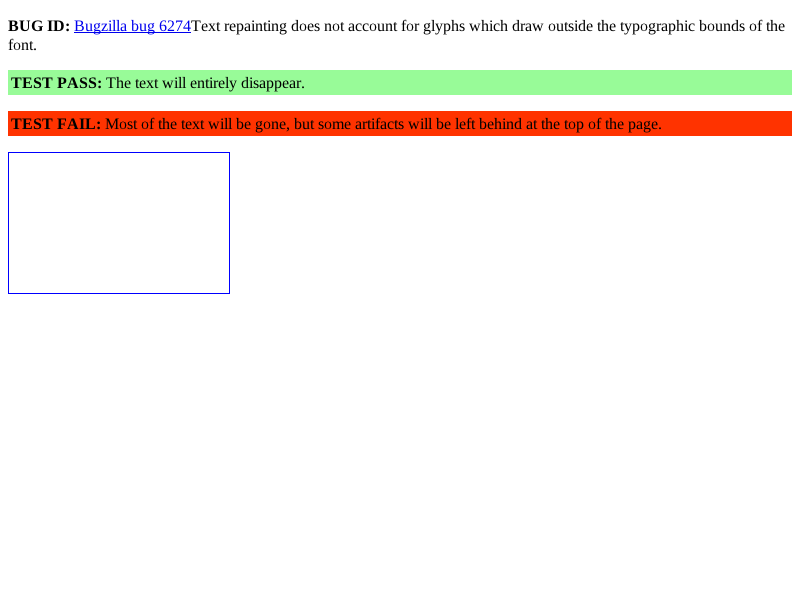 BUG ID: Bugzilla bug 6274Text repainting does not account for glyphs which draw outside the typographic bounds of the
font.
TEST PASS: The text will entirely disappear.
TEST FAIL: Most of the text will be gone, but some artifacts will be left behind at the top of the page.